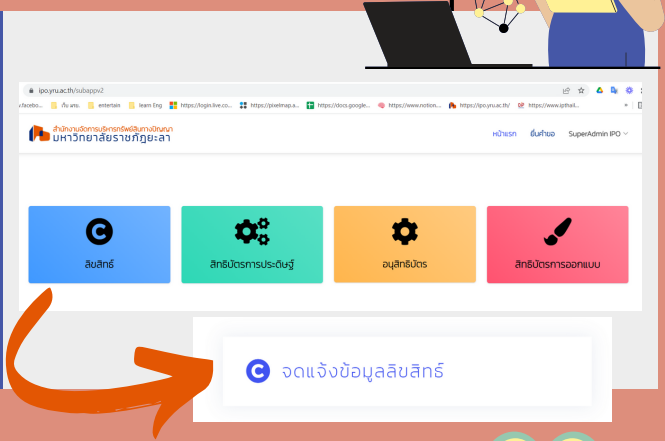 ipo.yru.ac.th/subappv2
entertain
learn Eng
https://login.live.co...
https://pixelmap.a...
https://docs.google...
https://www.notion...
https://ipo.yru.ac.th/
https://www.ipthaii...
สำนักงานจัดการบริหารทรัพย์สินทางปัญญา
มหาวิทยาลัยราชภัฏยะลา
หน้าแรก ยื่นคำขอ SuperAdmin IPO
ลิขสิทธิ์ สิทธิบัตรการประดิษฐ์ อนุสิทธิบัตร สิทธิบัตรการออกแบบ
จดแจ้งข้อมูลลิขสิทธิ์